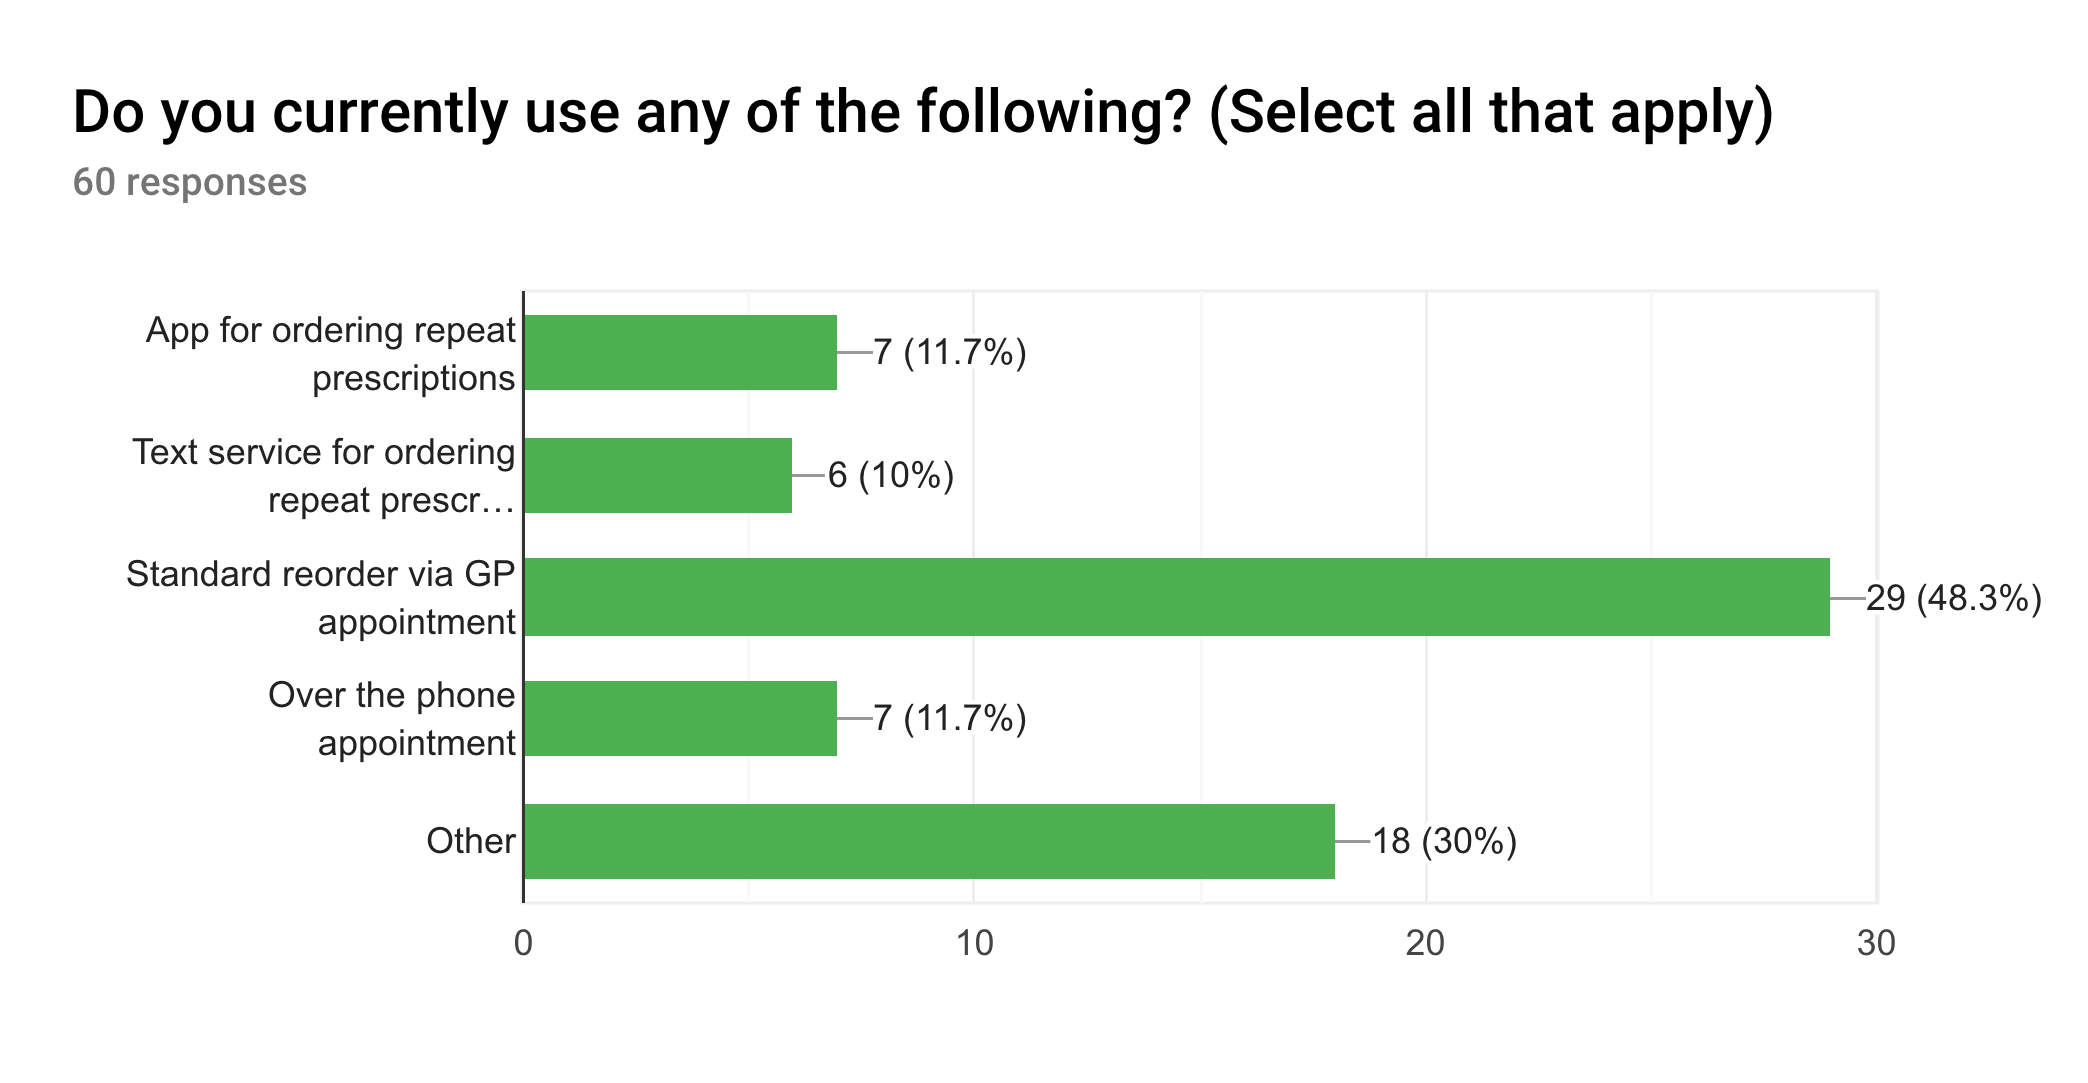 Do you currently use any of the following? (Select all that apply)
60 responses
App for ordering repeat
prescriptions
7 (11.7%)
Text service for ordering
repeat prescr…
6 (10%)
Standard reorder via GP
appointment
29 (48.3%)
Over the phone
appointment
7 (11.7%)
Other
18 (30%)
0
10
20
30